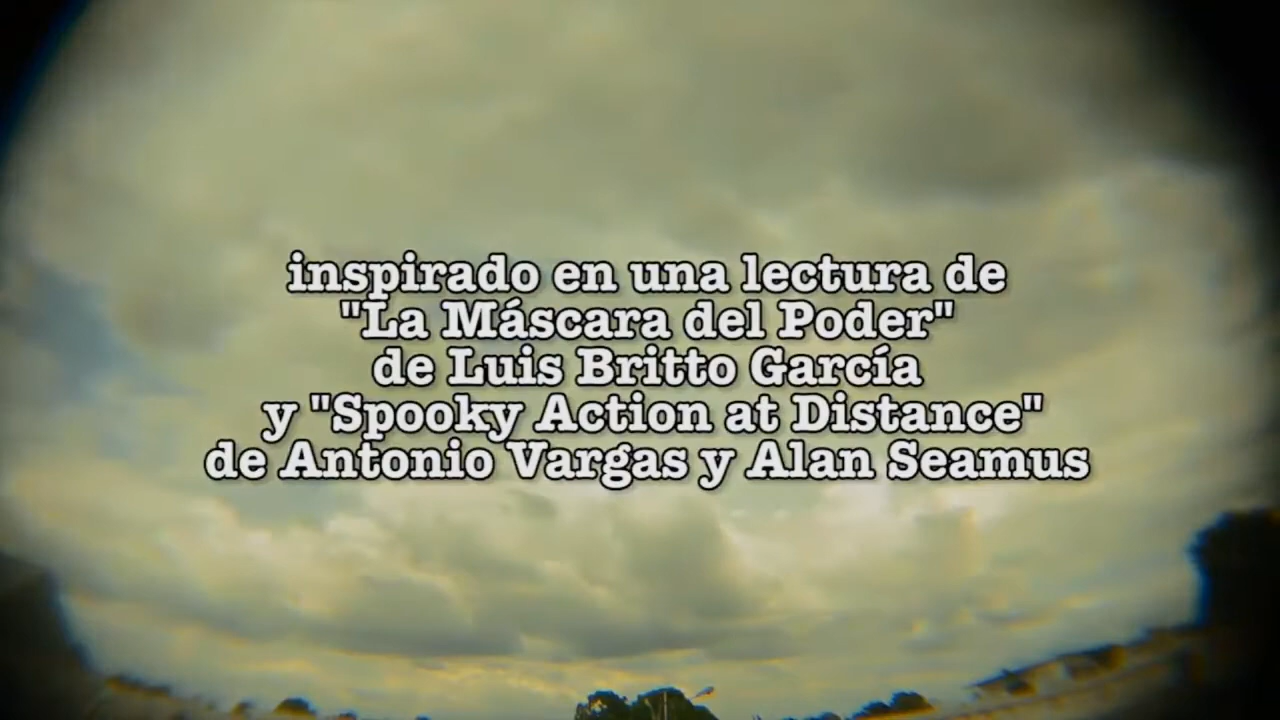 inspirado en una lectura de
"La Máscara del Poder"
de Luis Britto García
y "Spooky Action at Distance"
de Antonio Vargas y Alan Seamus